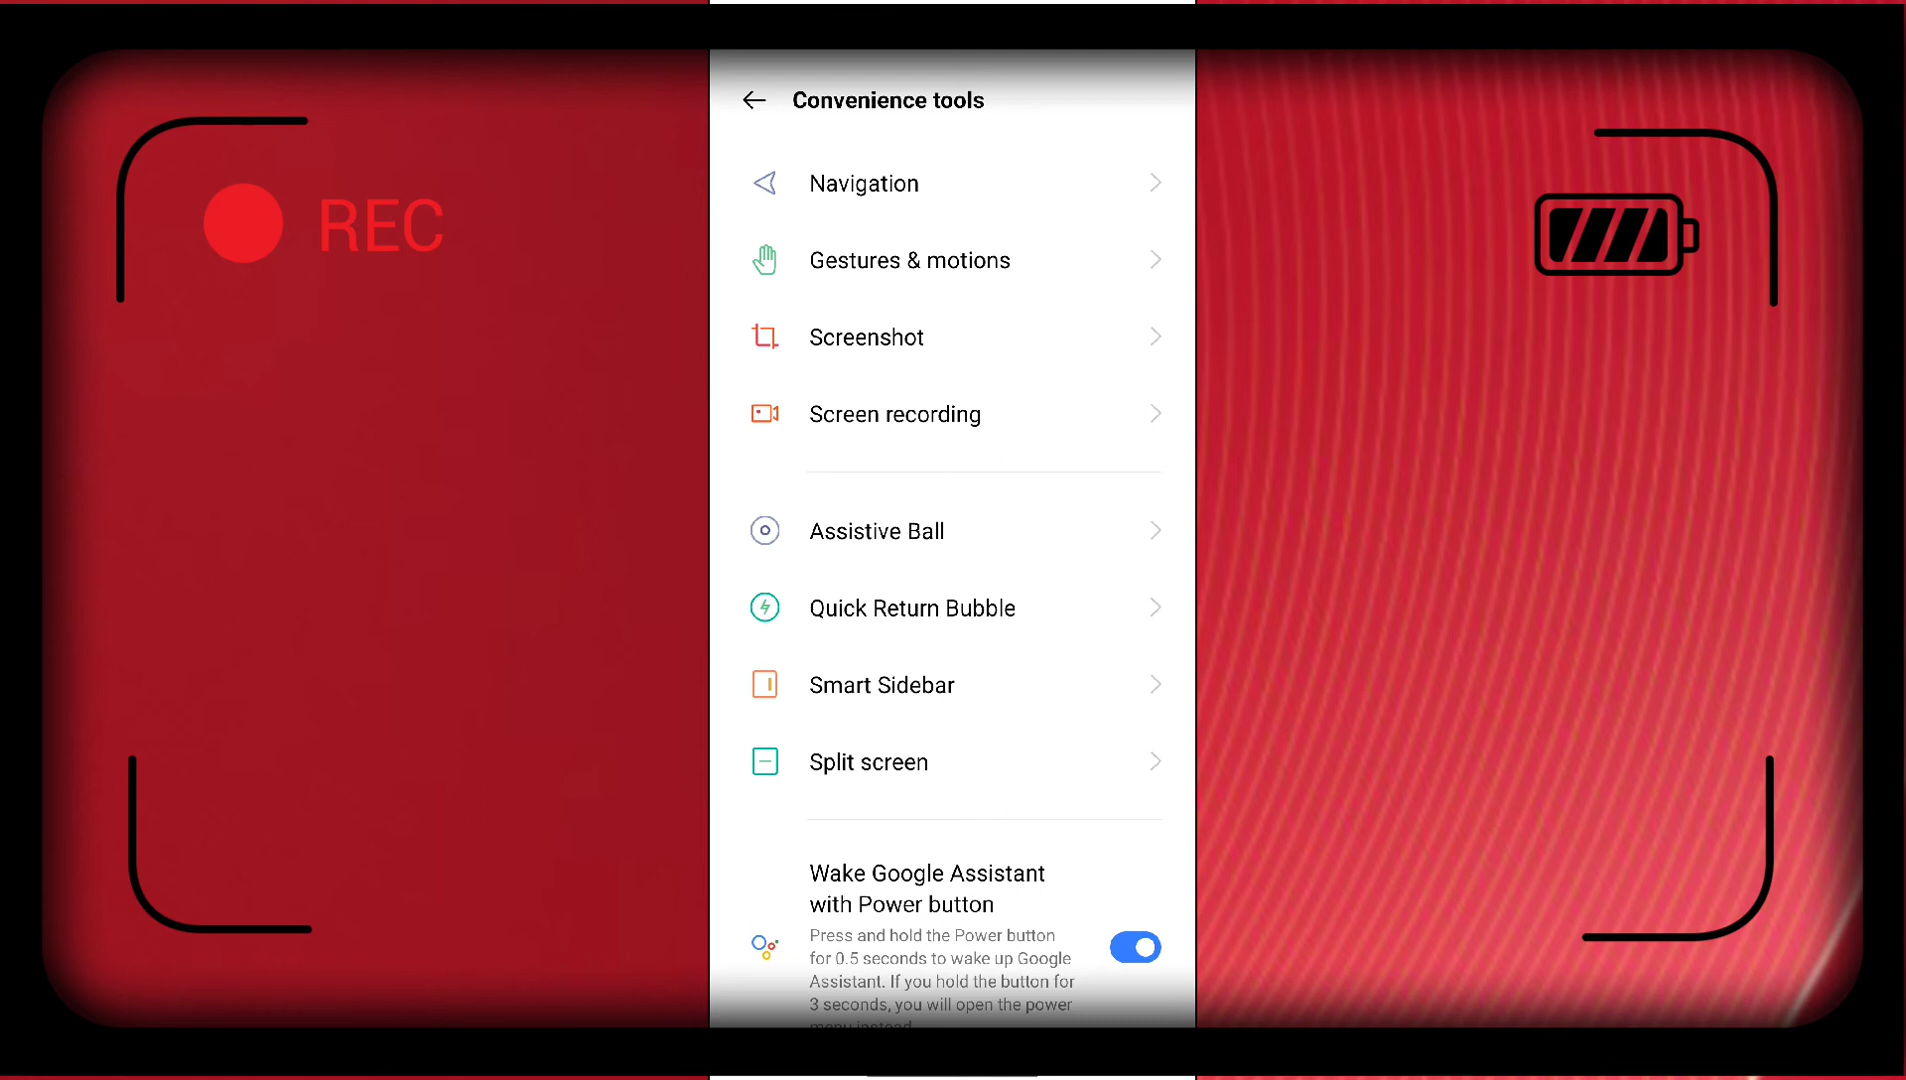 Convenience tools
Navigation
REC
Gestures & motions
Screenshot
Screen recording
Assistive Ball
Quick Return Bubble
Smart Sidebar
Split screen
Wake Google Assistant
with Power button
Press and hold the Power button
for 0.5 seconds to wake up Google
Assistant. If you hold the button for
3 seconds, you will open the power
menu instead.